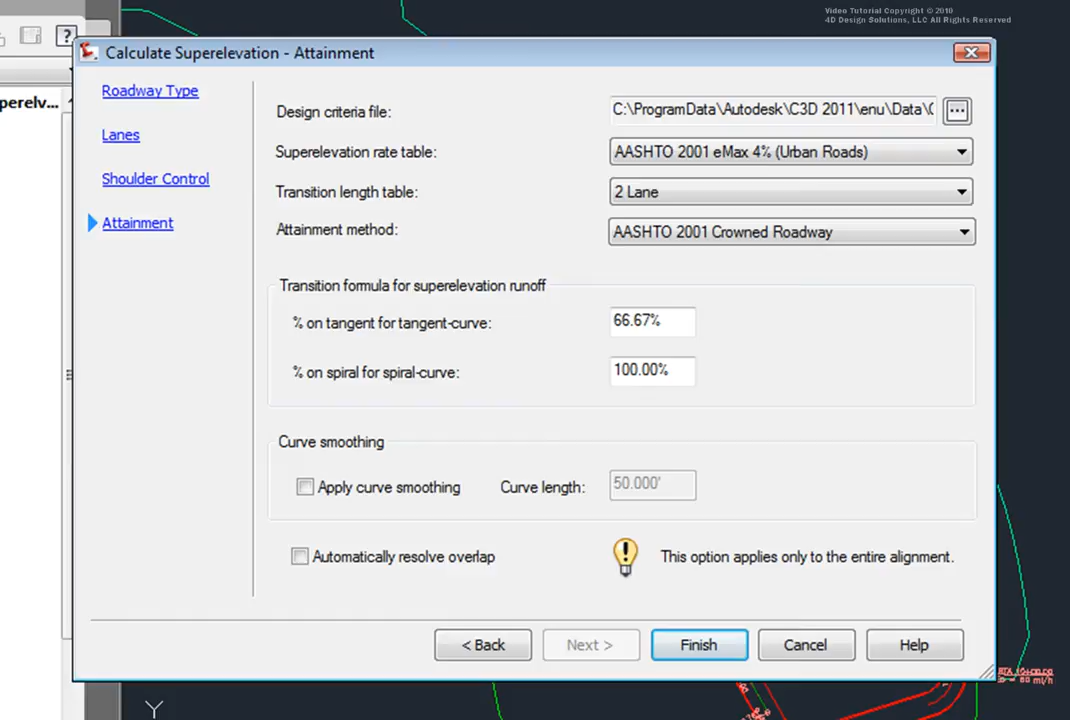 Video Tutorial Copyright © 2010
4D Design Solutions, LLC All Rights Reserved
?
Calculate Superelevation - Attainment
perelv...
Roadway Type
Lanes
Shoulder Control
Attainment
Design criteria file:
C:\ProgramData\Autodesk\C3D 2011\enu\Data\
Superelevation rate table:
AASHTO 2001 eMax 4% (Urban Roads)
Transition length table:
2 Lane
Attainment method:
AASHTO 2001 Crowned Roadway
Transition formula for superelevation runoff
% on tangent for tangent-curve:
66.67%
% on spiral for spiral-curve:
100.00%
Curve smoothing
Apply curve smoothing
Curve length:
50.000'
Automatically resolve overlap
This option applies only to the entire alignment.
< Back
Next >
Finish
Cancel
Help
Y